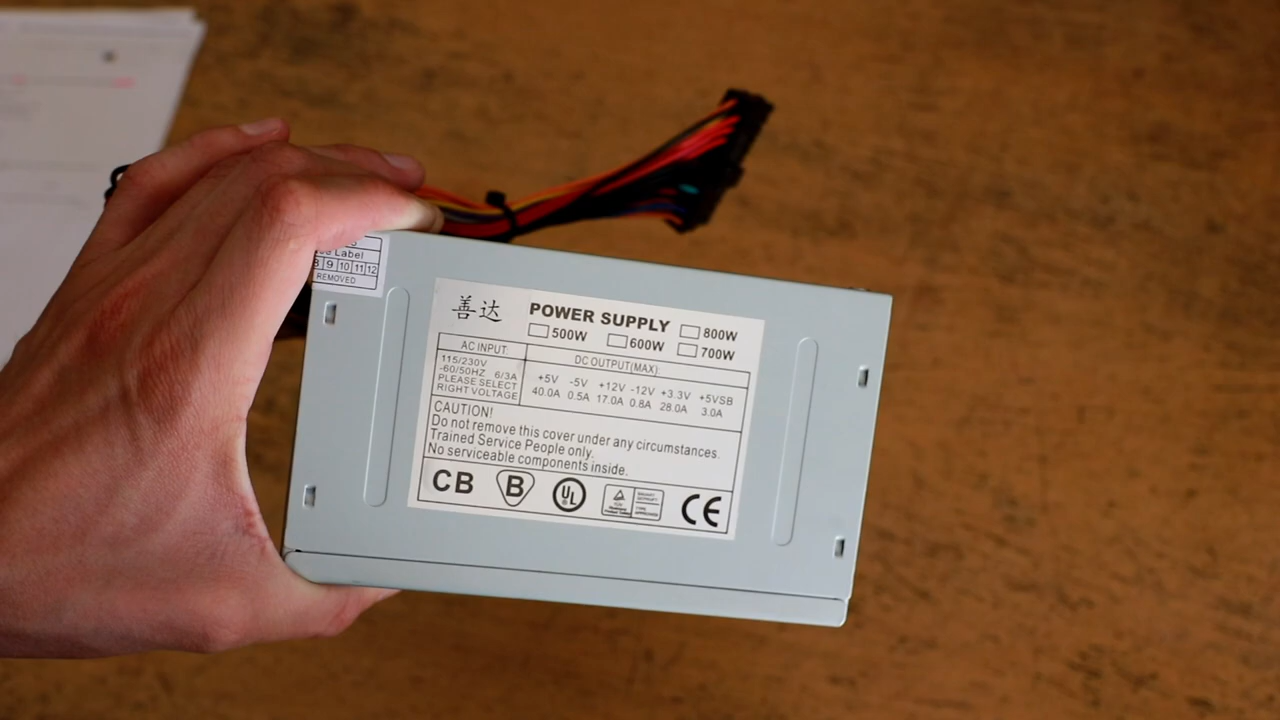 Label
9 10 11 12
REMOVED
善达
POWER SUPPLY
500W 600W 800W
700W
AC INPUT:
115/230V
-60/50HZ 6/3A
PLEASE SELECT
RIGHT VOLTAGE
DC OUTPUT(MAX):
+5V -5V +12V -12V +3.3V +5VSB
40.0A 0.5A 17.0A 0.8A 28.0A 3.0A
CAUTION!
Do not remove this cover under any circumstances.
Trained Service People only.
No serviceable components inside.
CB B UL CE